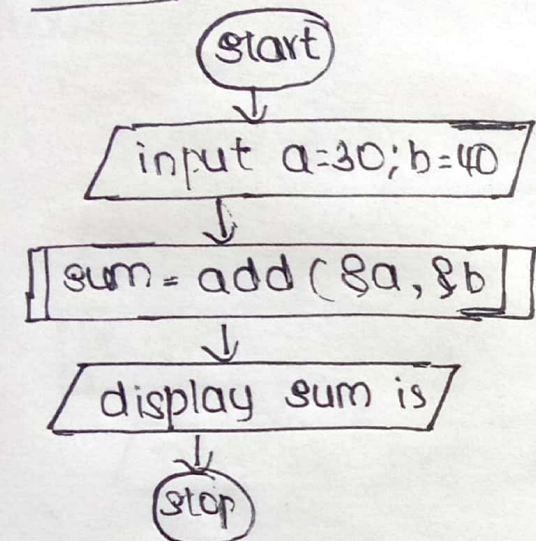 start
input a=30; b=40
sum = add (&a, &b
display sum is
stop